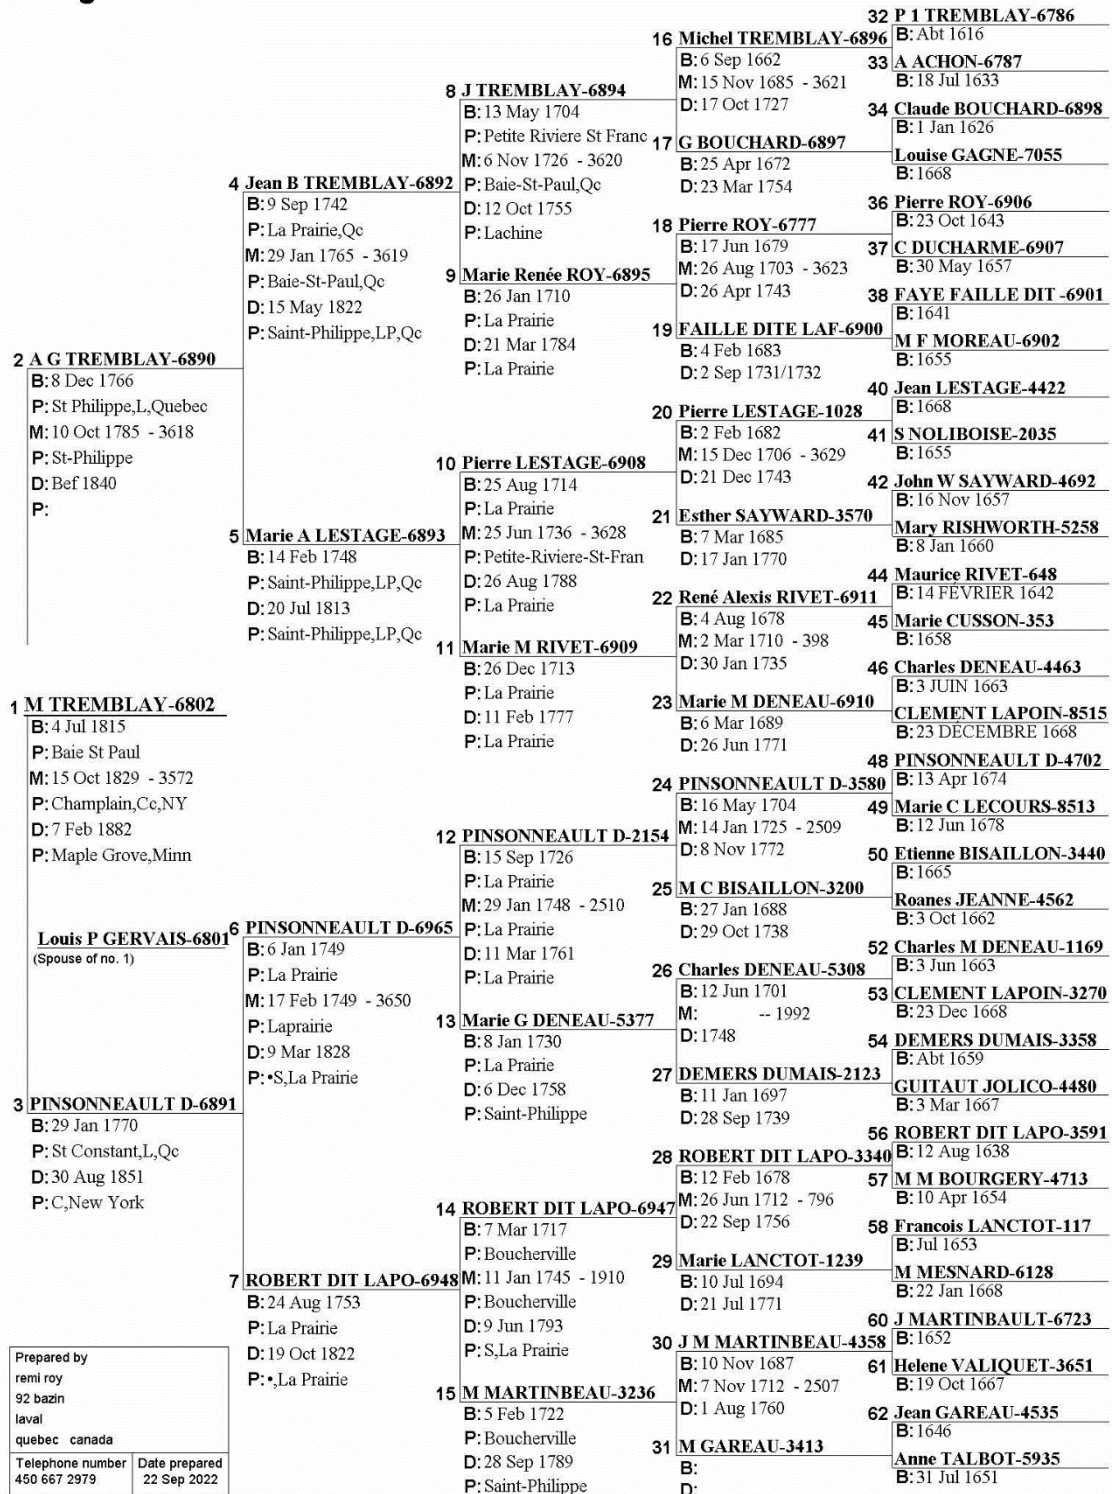 2 A G TREMBLAY-6890
B: 8 Dec 1766
P: St Philippe,L,Quebec
M: 10 Oct 1785 - 3618
P: St-Philippe
D: Bef 1840
P:
1 M TREMBLAY-6802
B: 4 Jul 1815
P: Baie St Paul
M: 15 Oct 1829 - 3572
P: Champlain,Cc,NY
D: 7 Feb 1882
P: Maple Grove,Minn
Louis P GERVAIS-6801
(Spouse of no. 1)
3 PINSONNEAULT D-6891
B: 29 Jan 1770
P: St Constant,L,Qc
D: 30 Aug 1851
P: C,New York
Prepared by
remi roy
92 bazin
laval
quebec canada
Telephone number
450 667 2979
Date prepared
22 Sep 2022
4 Jean B TREMBLAY-6892
B: 9 Sep 1742
P: La Prairie,Qc
M: 29 Jan 1765 - 3619
P: Baie-St-Paul,Qc
D: 15 May 1822
P: Saint-Philippe,LP,Qc
5 Marie A LESTAGE-6893
B: 14 Feb 1748
P: Saint-Philippe,LP,Qc
D: 20 Jul 1813
P: Saint-Philippe,LP,Qc
6 PINSONNEAULT D-6965
B: 6 Jan 1749
P: La Prairie
M: 17 Feb 1749 - 3650
P: Laprairie
D: 9 Mar 1828
P: •S,La Prairie
7 ROBERT DIT LAPO-6948
B: 24 Aug 1753
P: La Prairie
D: 19 Oct 1822
P: •,La Prairie
8 J TREMBLAY-6894
B: 13 May 1704
P: Petite Riviere St Franc
M: 6 Nov 1726 - 3620
P: Baie-St-Paul,Qc
D: 12 Oct 1755
P: Lachine
9 Marie Renée ROY-6895
B: 26 Jan 1710
P: La Prairie
D: 21 Mar 1784
P: La Prairie
10 Pierre LESTAGE-6908
B: 25 Aug 1714
P: La Prairie
M: 25 Jun 1736 - 3628
P: Petite-Riviere-St-Fran
D: 26 Aug 1788
P: La Prairie
11 Marie M RIVET-6909
B: 26 Dec 1713
P: La Prairie
D: 11 Feb 1777
P: La Prairie
12 PINSONNEAULT D-2154
B: 15 Sep 1726
P: La Prairie
M: 29 Jan 1748 - 2510
P: La Prairie
D: 11 Mar 1761
P: La Prairie
13 Marie G DENEAU-5377
B: 8 Jan 1730
P: La Prairie
D: 6 Dec 1758
P: Saint-Philippe
14 ROBERT DIT LAPO-6947
B: 7 Mar 1717
P: Boucherville
M: 11 Jan 1745 - 1910
P: Boucherville
D: 9 Jun 1793
P: S,La Prairie
15 M MARTINBEAU-3236
B: 5 Feb 1722
P: Boucherville
D: 28 Sep 1789
P: Saint-Philippe
16 Michel TREMBLAY-6896
B: 6 Sep 1662
M: 15 Nov 1685 - 3621
D: 17 Oct 1727
17 G BOUCHARD-6897
B: 25 Apr 1672
D: 23 Mar 1754
18 Pierre ROY-6777
B: 17 Jun 1679
M: 26 Aug 1703 - 3623
D: 26 Apr 1743
19 FAILLE DITE LAF-6900
B: 4 Feb 1683
D: 2 Sep 1731/1732
20 Pierre LESTAGE-1028
B: 2 Feb 1682
M: 15 Dec 1706 - 3629
D: 21 Dec 1743
21 Esther SAYWARD-3570
B: 7 Mar 1685
D: 17 Jan 1770
22 René Alexis RIVET-6911
B: 4 Aug 1678
M: 2 Mar 1710 - 398
D: 30 Jan 1735
23 Marie M DENEAU-6910
B: 6 Mar 1689
D: 26 Jun 1771
24 PINSONNEAULT D-3580
B: 16 May 1704
M: 14 Jan 1725 - 2509
D: 8 Nov 1772
25 M C BISAILLON-3200
B: 27 Jan 1688
D: 29 Oct 1738
26 Charles DENEAU-5308
B: 12 Jun 1701
M: -- 1992
D: 1748
27 DEMERS DUMAIS-2123
B: 11 Jan 1697
D: 28 Sep 1739
28 ROBERT DIT LAPO-3340
B: 12 Feb 1678
M: 26 Jun 1712 - 796
D: 22 Sep 1756
29 Marie LANCTOT-1239
B: 10 Jul 1694
D: 21 Jul 1771
30 J M MARTINBEAU-4358
B: 10 Nov 1687
M: 7 Nov 1712 - 2507
D: 1 Aug 1760
31 M GAREAU-3413
B:
D:
32 P 1 TREMBLAY-6786
B: Abt 1616
33 A ACHON-6787
B: 18 Jul 1633
34 Claude BOUCHARD-6898
B: 1 Jan 1626
Louise GAGNE-7055
B: 1668
36 Pierre ROY-6906
B: 23 Oct 1643
37 C DUCHARME-6907
B: 30 May 1657
38 FAYE FAILLE DIT -6901
B: 1641
M F MOREAU-6902
B: 1655
40 Jean LESTAGE-4422
B: 1668
41 S NOLIBOISE-2035
B: 1655
42 John W SAYWARD-4692
B: 16 Nov 1657
Mary RISHWORTH-5258
B: 8 Jan 1660
44 Maurice RIVET-648
B: 14 FÉVRIER 1642
45 Marie CUSSON-353
B: 1658
46 Charles DENEAU-4463
B: 3 JUIN 1663
CLEMENT LAPOIN-8515
B: 23 DÉCEMBRE 1668
48 PINSONNEAULT D-4702
B: 13 Apr 1674
49 Marie C LECOURS-8513
B: 12 Jun 1678
50 Etienne BISAILLON-3440
B: 1665
Roanes JEANNE-4562
B: 3 Oct 1662
52 Charles M DENEAU-1169
B: 3 Jun 1663
53 CLEMENT LAPOIN-3270
B: 23 Dec 1668
54 DEMERS DUMAIS-3358
B: Abt 1659
GUITAUT JOLICO-4480
B: 3 Mar 1667
56 ROBERT DIT LAPO-3591
B: 12 Aug 1638
57 M M BOURGERY-4713
B: 10 Apr 1654
58 Francois LANCTOT-117
B: Jul 1653
M MESNARD-6128
B: 22 Jan 1668
60 J MARTINBAULT-6723
B: 1652
61 Helene VALIQUET-3651
B: 19 Oct 1667
62 Jean GAREAU-4535
B: 1646
Anne TALBOT-5935
B: 31 Jul 1651